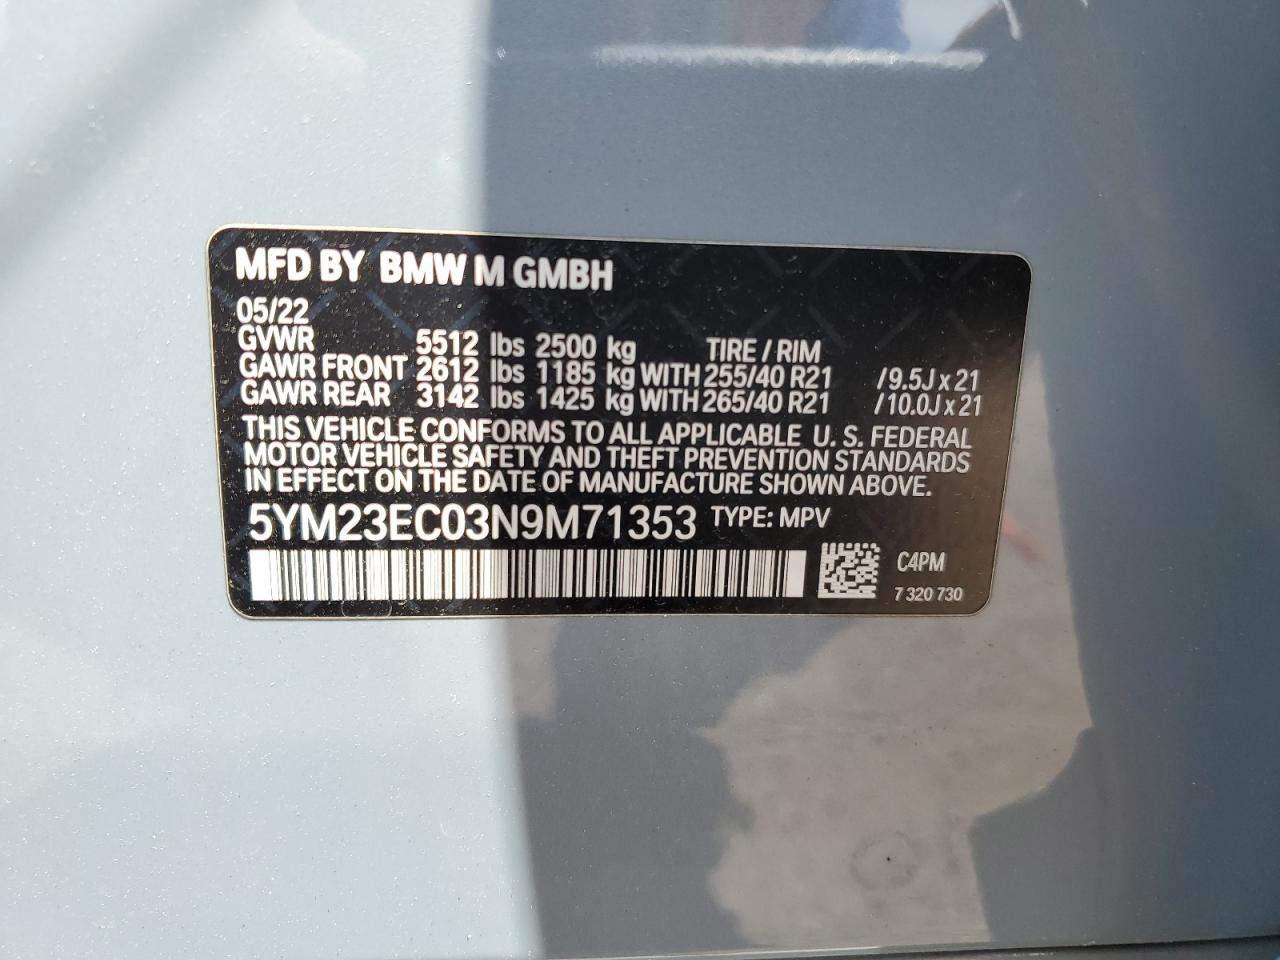 MFD BY BMW M GMBH
05/22
GVWR 5512 lbs 2500 kg TIRE / RIM
GAWR FRONT 2612 lbs 1185 kg WITH 255/40 R21 / 9.5J x 21
GAWR REAR 3142 lbs 1425 kg WITH 265/40 R21 / 10.0J x 21
THIS VEHICLE CONFORMS TO ALL APPLICABLE U. S. FEDERAL
MOTOR VEHICLE SAFETY AND THEFT PREVENTION STANDARDS
IN EFFECT ON THE DATE OF MANUFACTURE SHOWN ABOVE.
5YM23EC03N9M71353 TYPE: MPV
C4PM
7 320 730